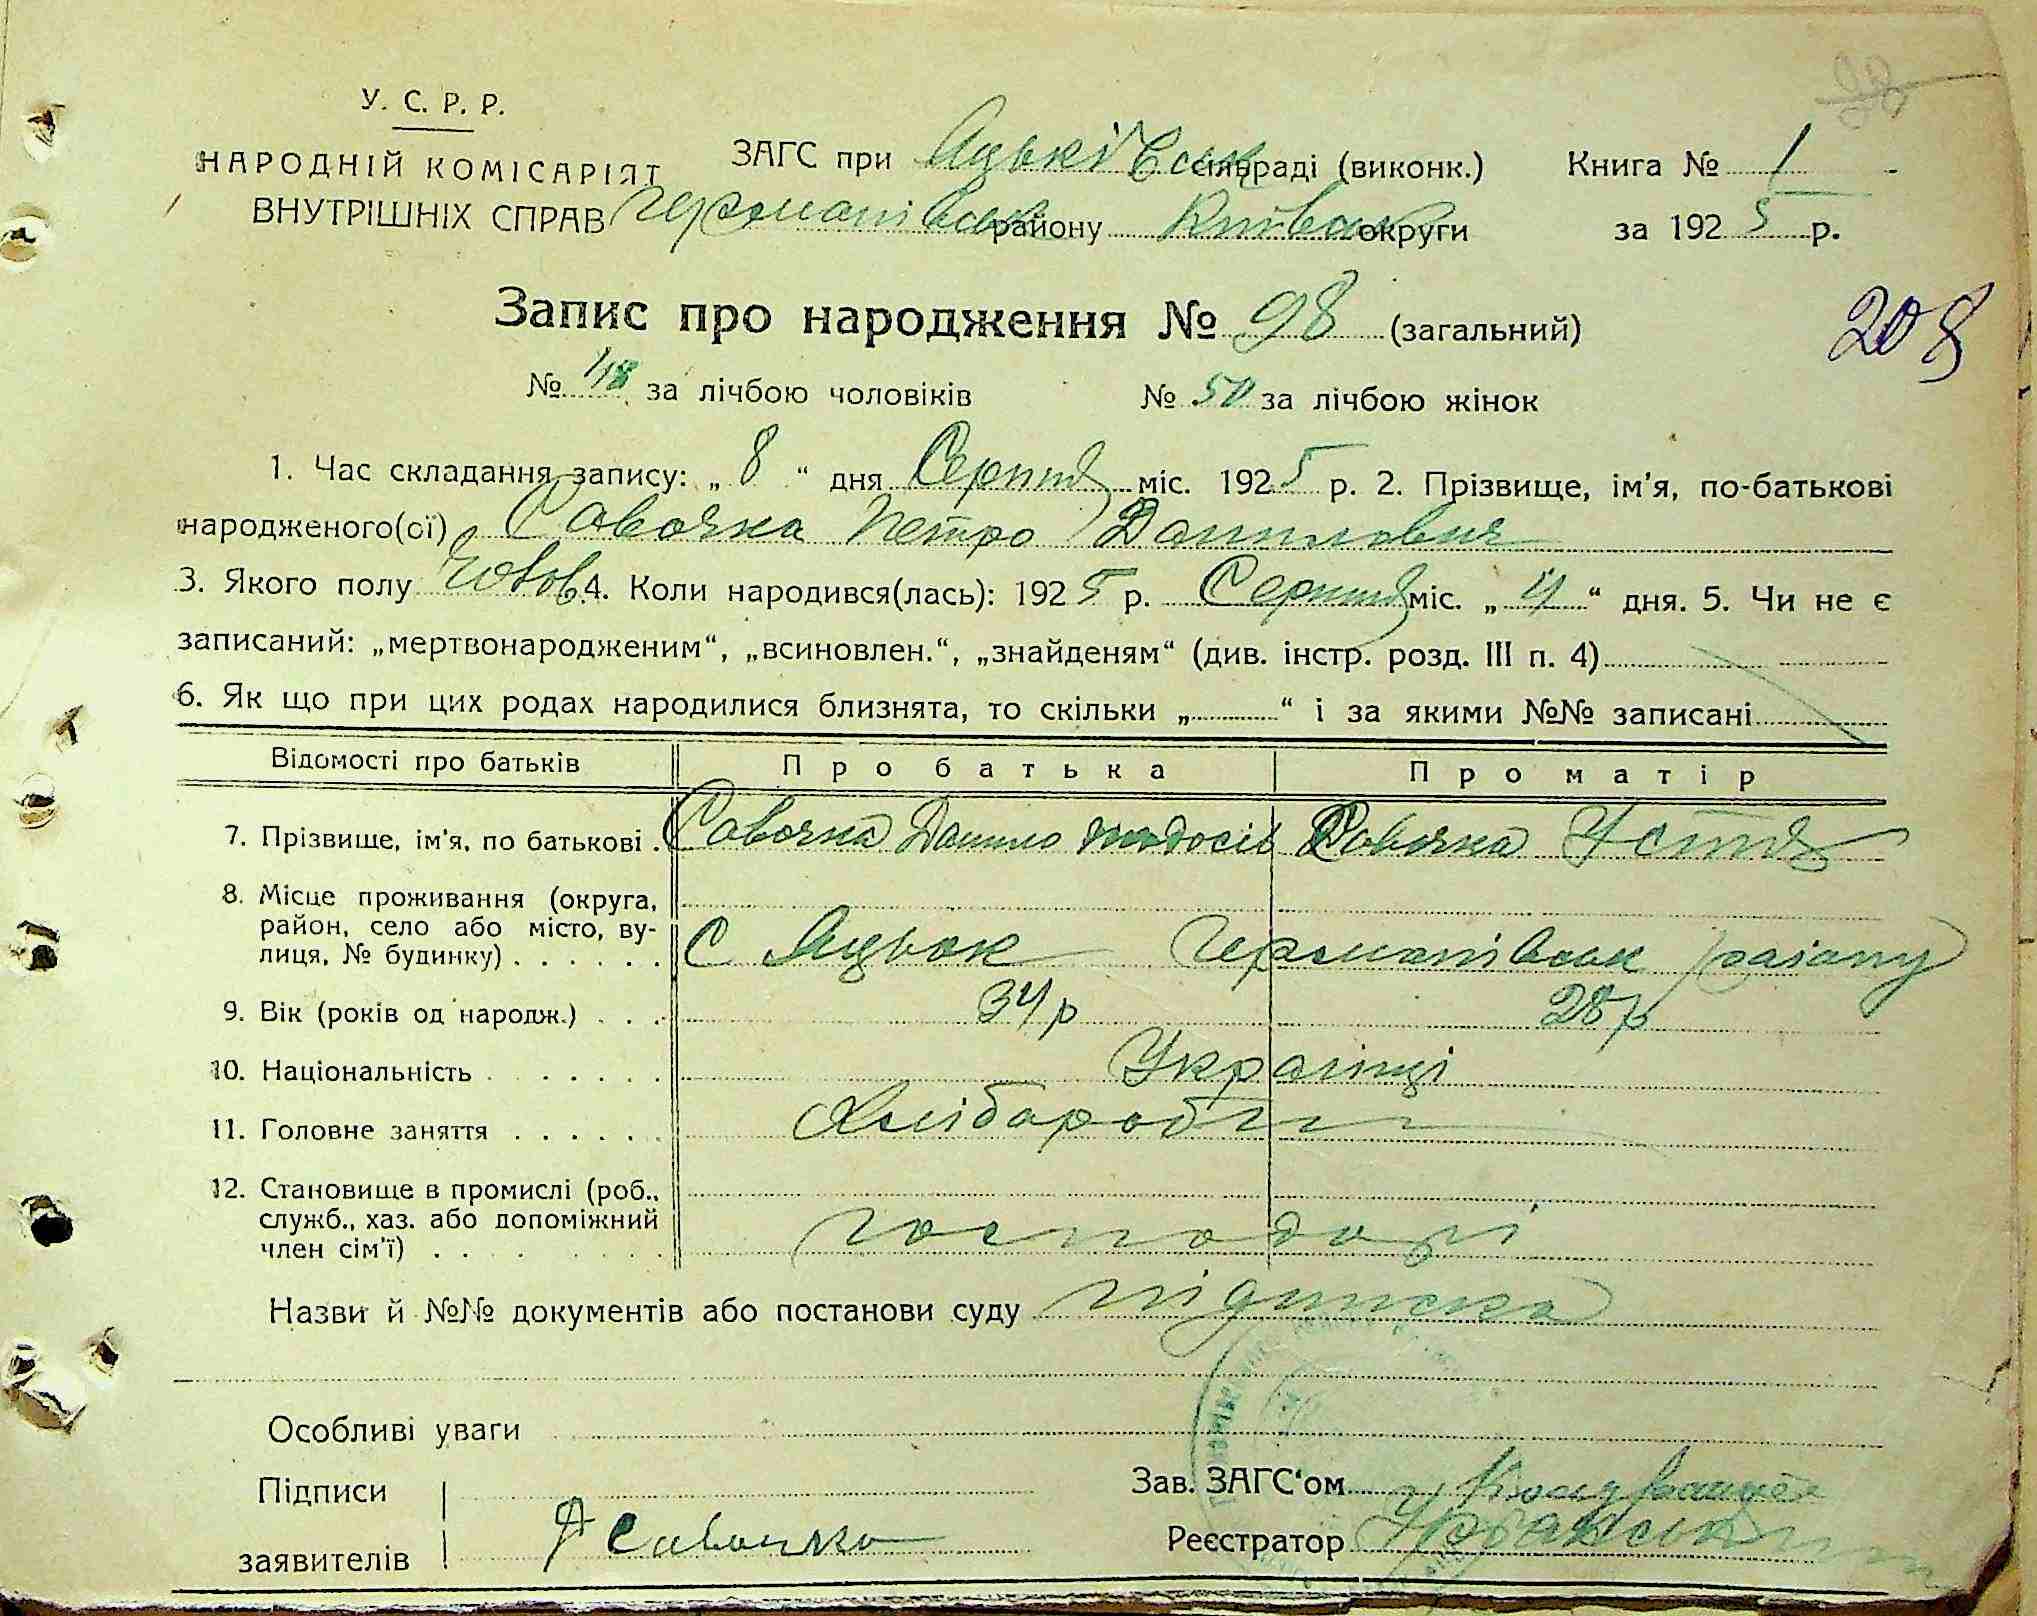 У. С. Р. Р.
НАРОДНІЙ КОМІСАРІЯТ
ВНУТРІШНІХ СПРАВ
ЗАГС при Яцьківськ сільраді (виконк.) Книга № 1
Германівськ району Київськ округи за 1925 р.
Запис про народження № 98 (загальний)
208
№ 48 за лічбою чоловіків № 50 за лічбою жінок
1. Час складання запису: „ 8 “ дня Серпня міс. 1925 р. 2. Прізвище, ім'я, по-батькові
народженого(ої) Савочка Петро Данилович
3. Якого полу Чолов. 4. Коли народився(лась): 1925 р. Серпня міс. „ 4 “ дня. 5. Чи не є
записаний: „мертвонародженим“, „всиновлен.“, „знайденям“ (див. інстр. розд. III п. 4)
6. Як що при цих родах народилися близнята, то скільки „ “ і за якими №№ записані
Відомості про батьків Про батька Про матір
7. Прізвище, ім'я, по батькові . Савочка Данило Тодосів Савочка Устя
8. Місце проживання (округа,
район, село або місто, ву-
лиця, № будинку) . . . . . . С Яцьок Германівськ району
9. Вік (років од народж.) . . . 34 р 28 р
10. Національність . . . . . . . Українці
11. Головне заняття . . . . . . Хлібороби
12. Становище в промислі (роб.,
служб., хаз. або допоміжний
член сім'ї) . . . . . . . . господарі
Назви й №№ документів або постанови суду підписка
Особливі уваги
Підписи Зав. ЗАГС'ом
заявителів Д Савочка Реєстратор